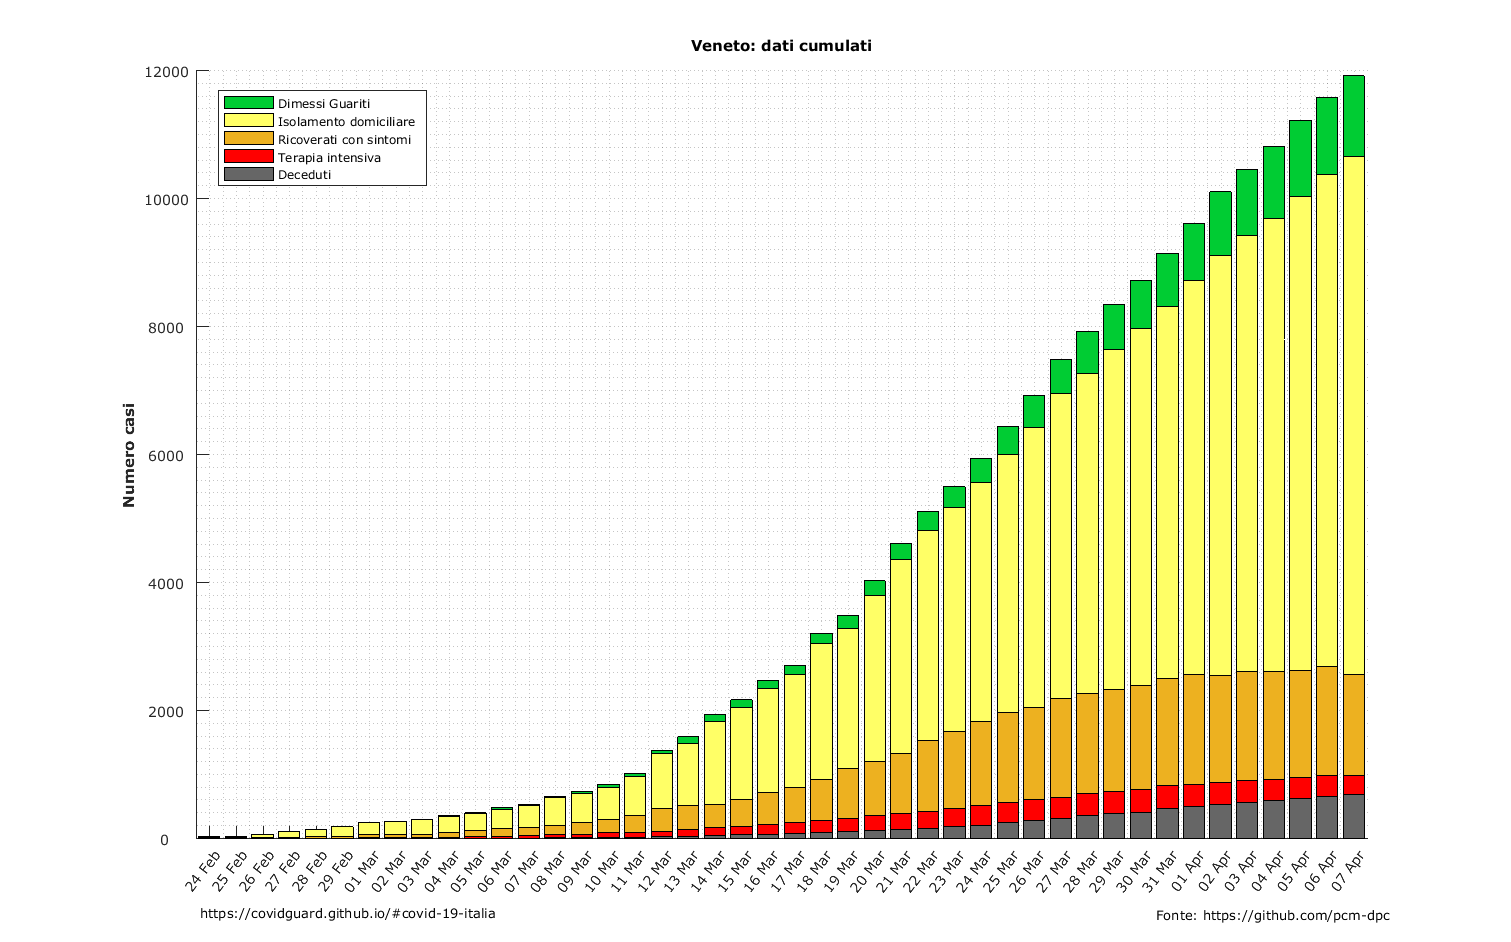 Veneto: dati cumulati
12000
10000
8000
6000
4000
2000
0
Numero casi
Dimessi Guariti
Isolamento domiciliare
Ricoverati con sintomi
Terapia intensiva
Deceduti
24 Feb
25 Feb
26 Feb
27 Feb
28 Feb
29 Feb
01 Mar
02 Mar
03 Mar
04 Mar
05 Mar
06 Mar
07 Mar
08 Mar
09 Mar
10 Mar
11 Mar
12 Mar
13 Mar
14 Mar
15 Mar
16 Mar
17 Mar
18 Mar
19 Mar
20 Mar
21 Mar
22 Mar
23 Mar
24 Mar
25 Mar
26 Mar
27 Mar
28 Mar
29 Mar
30 Mar
31 Mar
01 Apr
02 Apr
03 Apr
04 Apr
05 Apr
06 Apr
07 Apr
https://covidguard.github.io/#covid-19-italia
Fonte: https://github.com/pcm-dpc